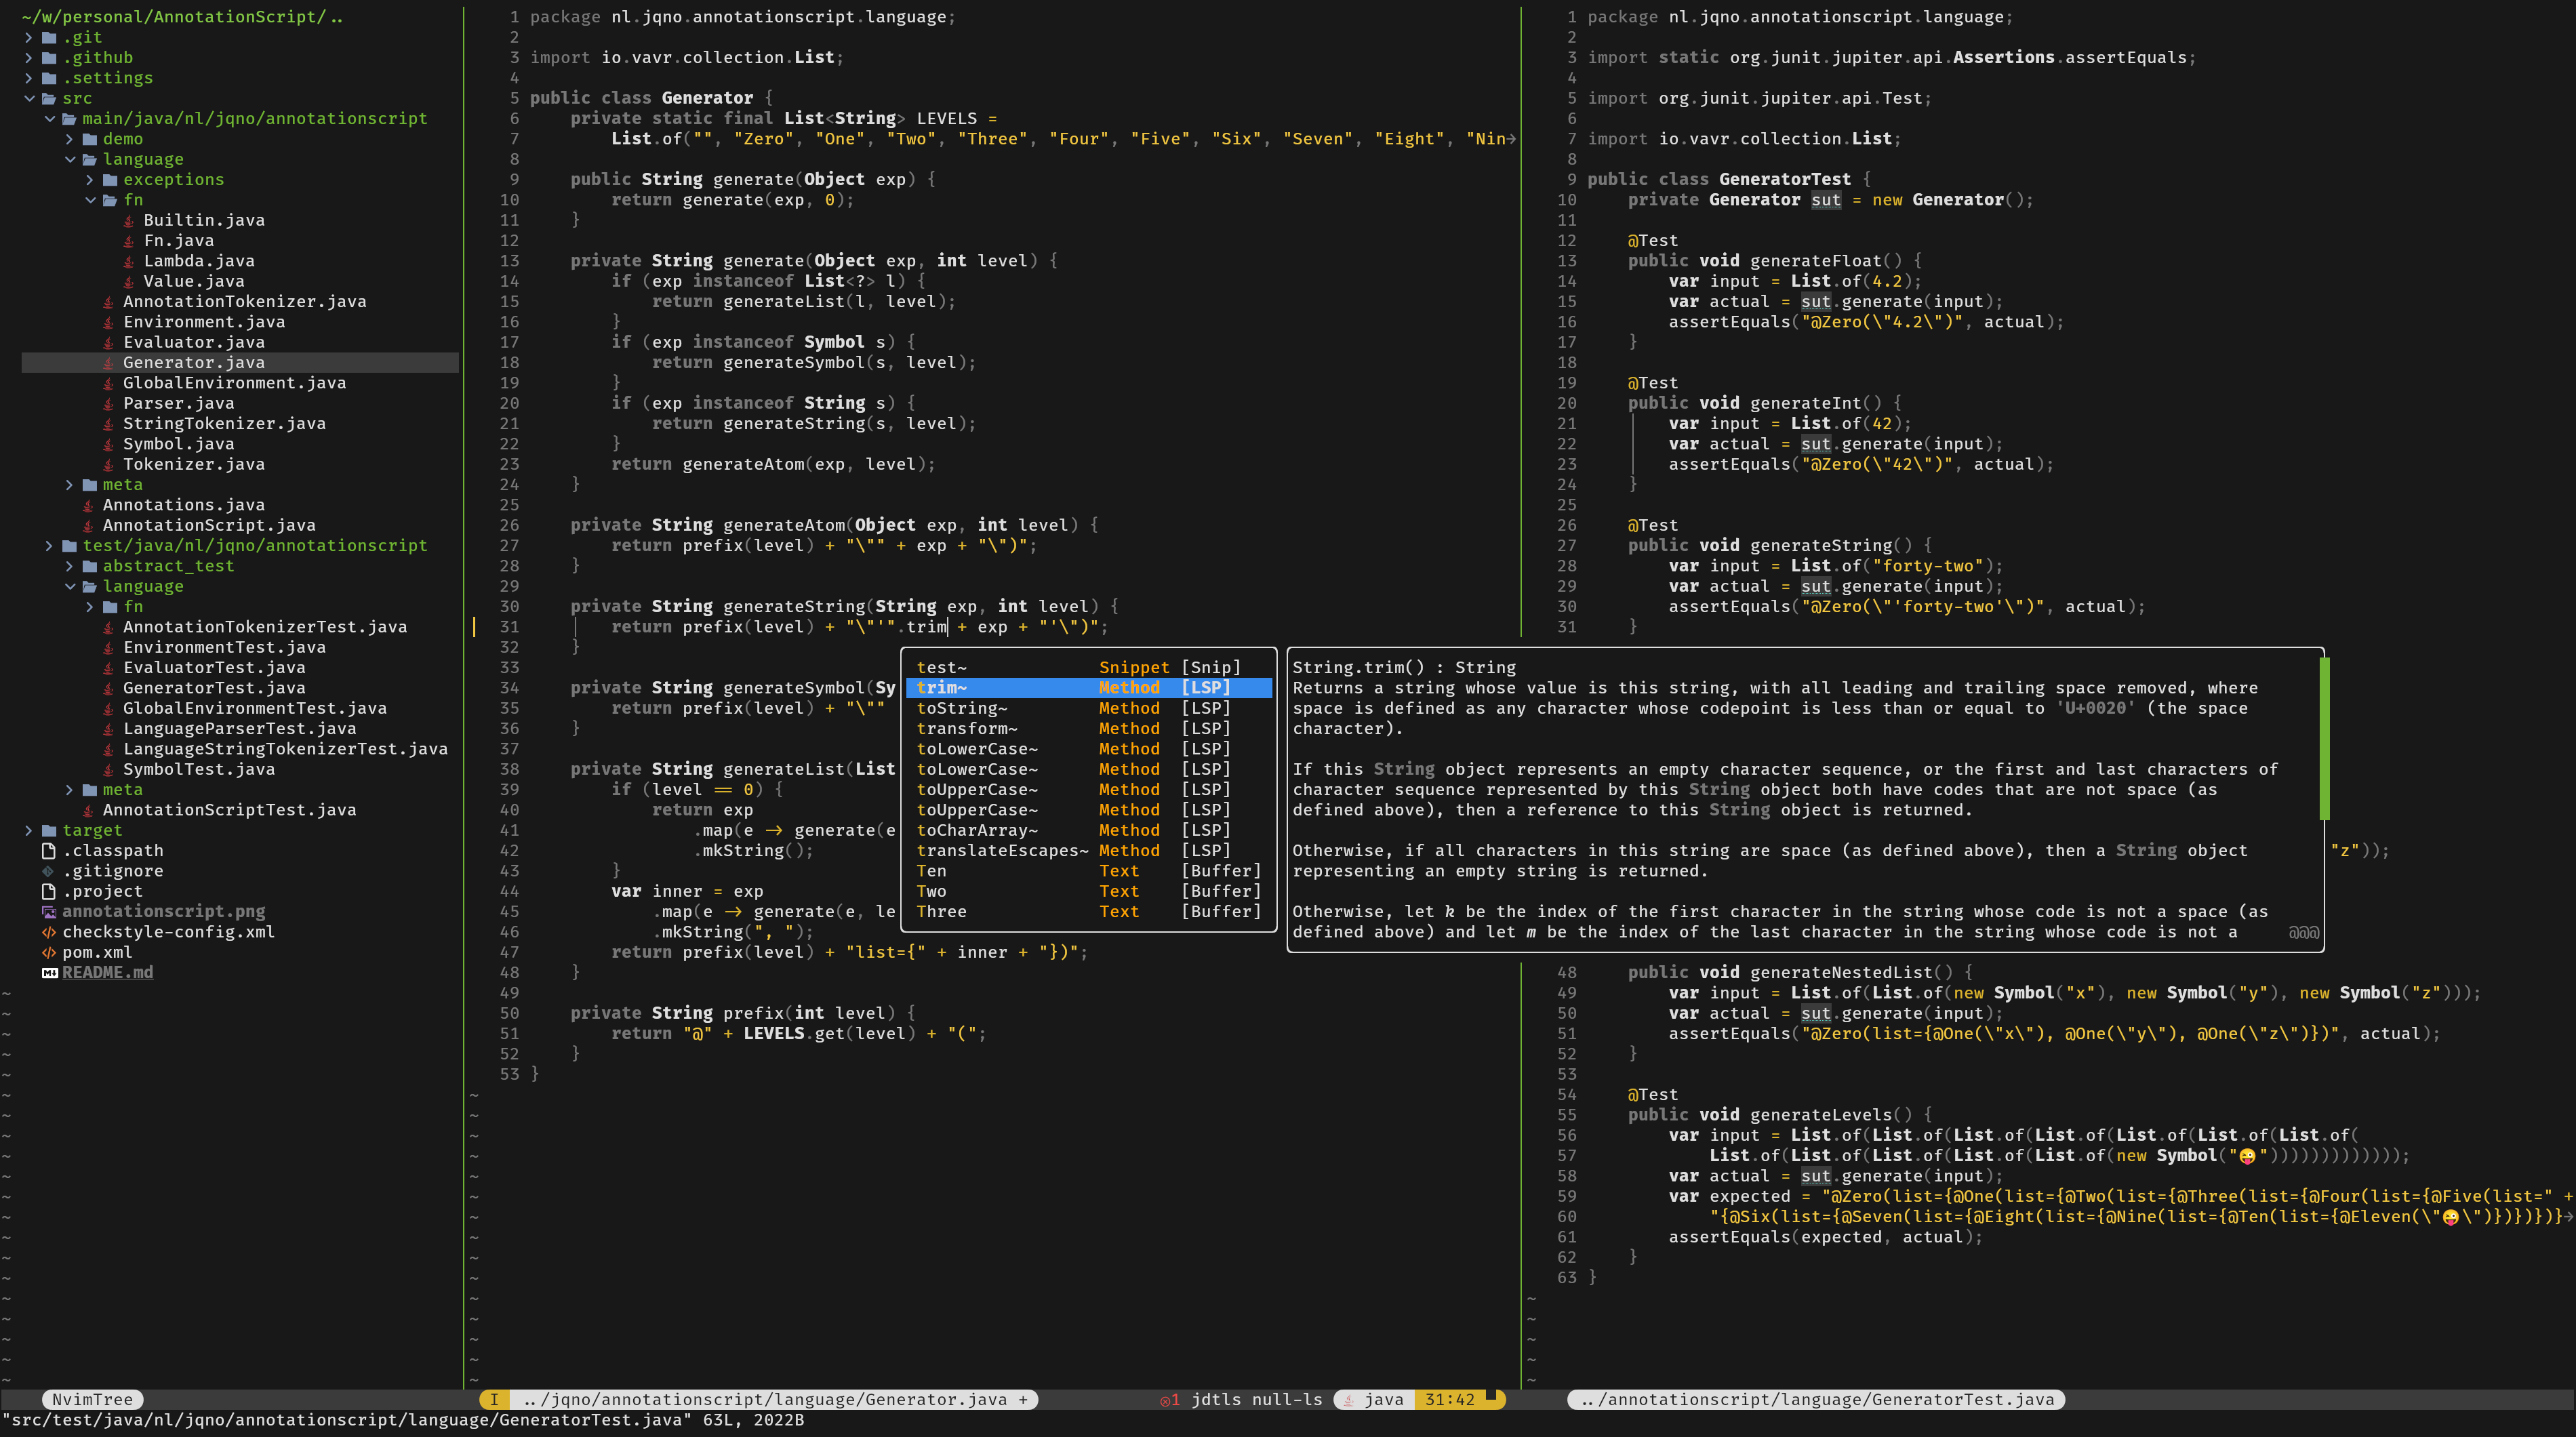 ~/w/personal/AnnotationScript/..
.git
.github
.settings
src
main/java/nl/jqno/annotationscript
demo
language
exceptions
fn
Builtin.java
Fn.java
Lambda.java
Value.java
AnnotationTokenizer.java
Environment.java
Evaluator.java
Generator.java
GlobalEnvironment.java
Parser.java
StringTokenizer.java
Symbol.java
Tokenizer.java
meta
Annotations.java
AnnotationScript.java
test/java/nl/jqno/annotationscript
abstract_test
language
fn
AnnotationTokenizerTest.java
EnvironmentTest.java
EvaluatorTest.java
GeneratorTest.java
GlobalEnvironmentTest.java
LanguageParserTest.java
LanguageStringTokenizerTest.java
SymbolTest.java
meta
AnnotationScriptTest.java
target
.classpath
.gitignore
.project
annotationscript.png
checkstyle-config.xml
pom.xml
README.md
1 package nl.jqno.annotationscript.language;
2
3 import io.vavr.collection.List;
4
5 public class Generator {
6     private static final List<String> LEVELS =
7         List.of("", "Zero", "One", "Two", "Three", "Four", "Five", "Six", "Seven", "Eight", "Nin→
8
9     public String generate(Object exp) {
10         return generate(exp, 0);
11     }
12
13     private String generate(Object exp, int level) {
14         if (exp instanceof List<?> l) {
15             return generateList(l, level);
16         }
17         if (exp instanceof Symbol s) {
18             return generateSymbol(s, level);
19         }
20         if (exp instanceof String s) {
21             return generateString(s, level);
22         }
23         return generateAtom(exp, level);
24     }
25
26     private String generateAtom(Object exp, int level) {
27         return prefix(level) + "\"" + exp + "\")";
28     }
29
30     private String generateString(String exp, int level) {
31         return prefix(level) + "\"'".trim + exp + "'\")";
32     }
33
34     private String generateSymbol(Sy
35         return prefix(level) + "\""
36     }
37
38     private String generateList(List
39         if (level == 0) {
40             return exp
41                 .map(e → generate(e
42                 .mkString();
43         }
44         var inner = exp
45             .map(e → generate(e, le
46             .mkString(", ");
47         return prefix(level) + "list={" + inner + "})";
48     }
49
50     private String prefix(int level) {
51         return "@" + LEVELS.get(level) + "(";
52     }
53 }
test~ Snippet [Snip]
trim~ Method [LSP]
toString~ Method [LSP]
transform~ Method [LSP]
toLowerCase~ Method [LSP]
toLowerCase~ Method [LSP]
toUpperCase~ Method [LSP]
toUpperCase~ Method [LSP]
toCharArray~ Method [LSP]
translateEscapes~ Method [LSP]
Ten Text [Buffer]
Two Text [Buffer]
Three Text [Buffer]
String.trim() : String
Returns a string whose value is this string, with all leading and trailing space removed, where
space is defined as any character whose codepoint is less than or equal to 'U+0020' (the space
character).
If this String object represents an empty character sequence, or the first and last characters of
character sequence represented by this String object both have codes that are not space (as
defined above), then a reference to this String object is returned.
Otherwise, if all characters in this string are space (as defined above), then a String object
representing an empty string is returned.
Otherwise, let k be the index of the first character in the string whose code is not a space (as
defined above) and let m be the index of the last character in the string whose code is not a @@@
1 package nl.jqno.annotationscript.language;
2
3 import static org.junit.jupiter.api.Assertions.assertEquals;
4
5 import org.junit.jupiter.api.Test;
6
7 import io.vavr.collection.List;
8
9 public class GeneratorTest {
10     private Generator sut = new Generator();
11
12     @Test
13     public void generateFloat() {
14         var input = List.of(4.2);
15         var actual = sut.generate(input);
16         assertEquals("@Zero(\"4.2\")", actual);
17     }
18
19     @Test
20     public void generateInt() {
21         var input = List.of(42);
22         var actual = sut.generate(input);
23         assertEquals("@Zero(\"42\")", actual);
24     }
25
26     @Test
27     public void generateString() {
28         var input = List.of("forty-two");
29         var actual = sut.generate(input);
30         assertEquals("@Zero(\"'forty-two'\")", actual);
31     }
"z"));
48     public void generateNestedList() {
49         var input = List.of(List.of(new Symbol("x"), new Symbol("y"), new Symbol("z")));
50         var actual = sut.generate(input);
51         assertEquals("@Zero(list={@One(\"x\"), @One(\"y\"), @One(\"z\")})", actual);
52     }
53
54     @Test
55     public void generateLevels() {
56         var input = List.of(List.of(List.of(List.of(List.of(List.of(List.of(
57             List.of(List.of(List.of(List.of(List.of(new Symbol("😜")))))))))))));
58         var actual = sut.generate(input);
59         var expected = "@Zero(list={@One(list={@Two(list={@Three(list={@Four(list={@Five(list=" +
60             "{@Six(list={@Seven(list={@Eight(list={@Nine(list={@Ten(list={@Eleven(\"😜\")})})})}→
61         assertEquals(expected, actual);
62     }
63 }
NvimTree
I ../jqno/annotationscript/language/Generator.java + 1 jdtls null-ls java 31:42
../annotationscript/language/GeneratorTest.java
"src/test/java/nl/jqno/annotationscript/language/GeneratorTest.java" 63L, 2022B